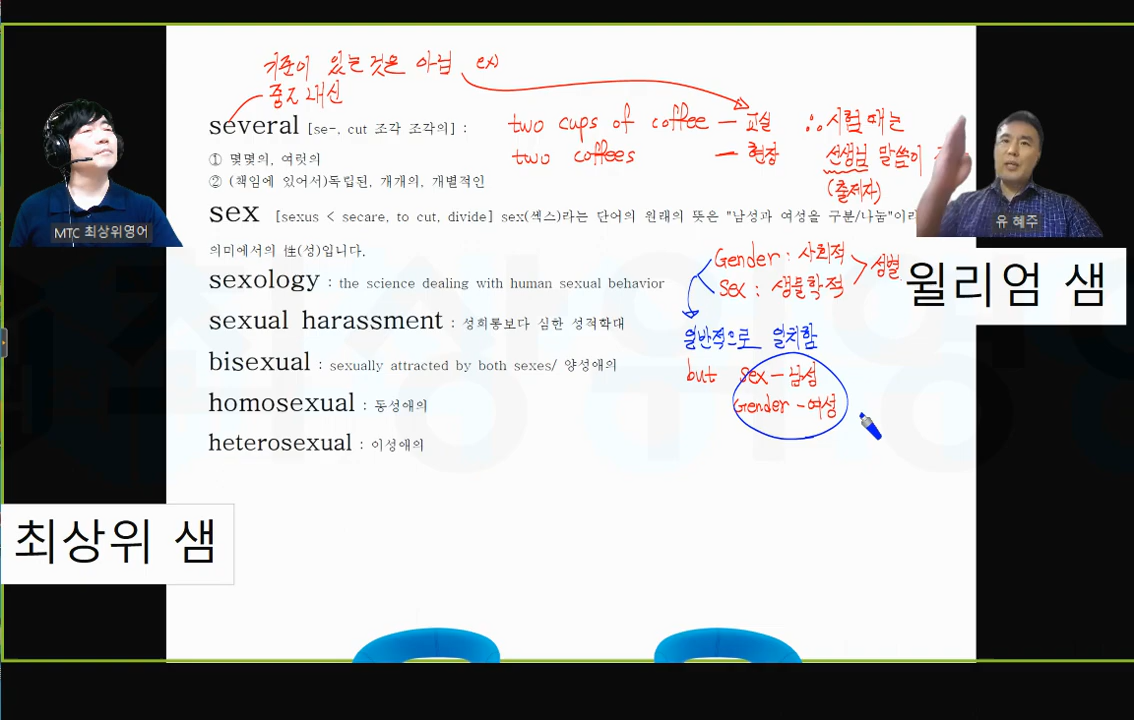 기준이 있는것은 아님 ex)
중간 대신
several [se-, cut 조각 조각의] :
two cups of coffee - 교실
two coffees - 현장
∴ 시험 때는
선생님 말씀이
(출제자)
① 몇몇의, 여럿의
② (책임에 있어서)독립된, 개개의, 개별적인
sex [sexus < secare, to cut, divide] sex(섹스)라는 단어의 원래의 뜻은 "남성과 여성을 구분/나눔"이라
의미에서의 性(성)입니다.
sexology : the science dealing with human sexual behavior
sexual harassment : 성희롱보다 심한 성적학대
bisexual : sexually attracted by both sexes/ 양성애의
homosexual : 동성애의
heterosexual : 이성애의
Gender : 사회적
Sex : 생물학적
성별
일반적으로 일치함
but sex - 남성
Gender - 여성
MTC 최상위영어
유 혜주
윌리엄 샘
최상위 샘